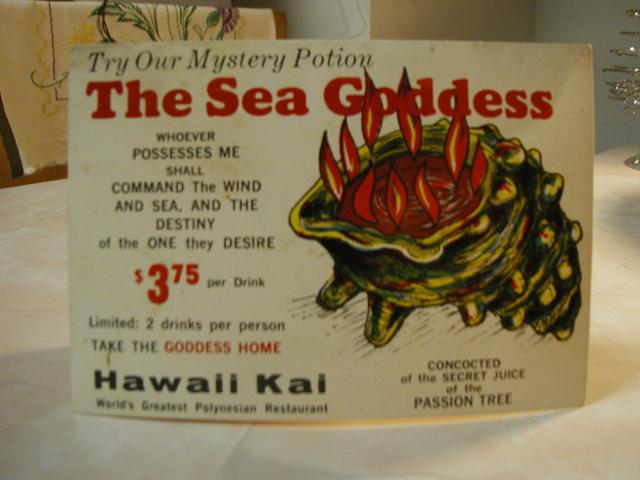 Try Our Mystery Potion
The Sea Goddess
WHOEVER
POSSESSES ME
SHALL
COMMAND The WIND
AND SEA, AND THE
DESTINY
of the ONE they DESIRE
$3.75 per Drink
Limited: 2 drinks per person
TAKE THE GODDESS HOME
Hawaii Kai
World's Greatest Polynesian Restaurant
CONCOCTED
of the SECRET JUICE
of the
PASSION TREE